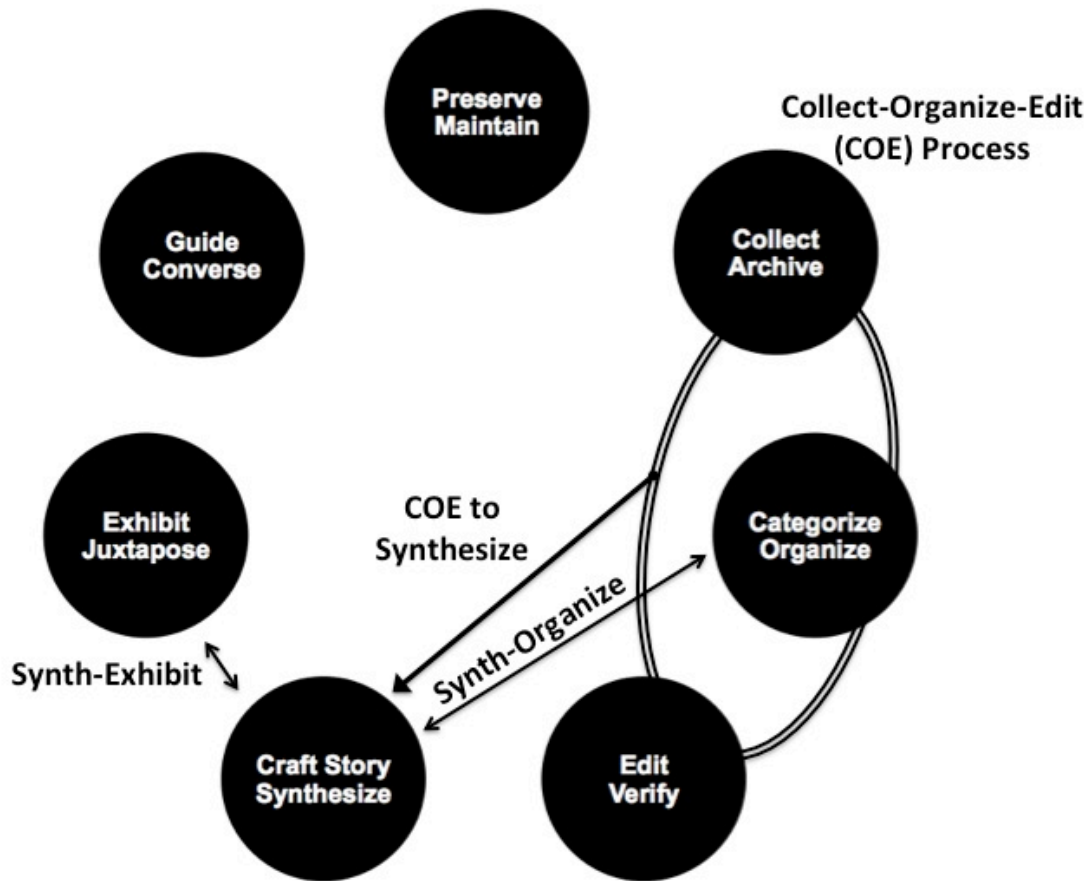 Preserve
Maintain
Collect-Organize-Edit
(COE) Process
Guide
Converse
Collect
Archive
Exhibit
Juxtapose
COE to
Synthesize
Categorize
Organize
Synth-Organize
Synth-Exhibit
Craft Story
Synthesize
Edit
Verify